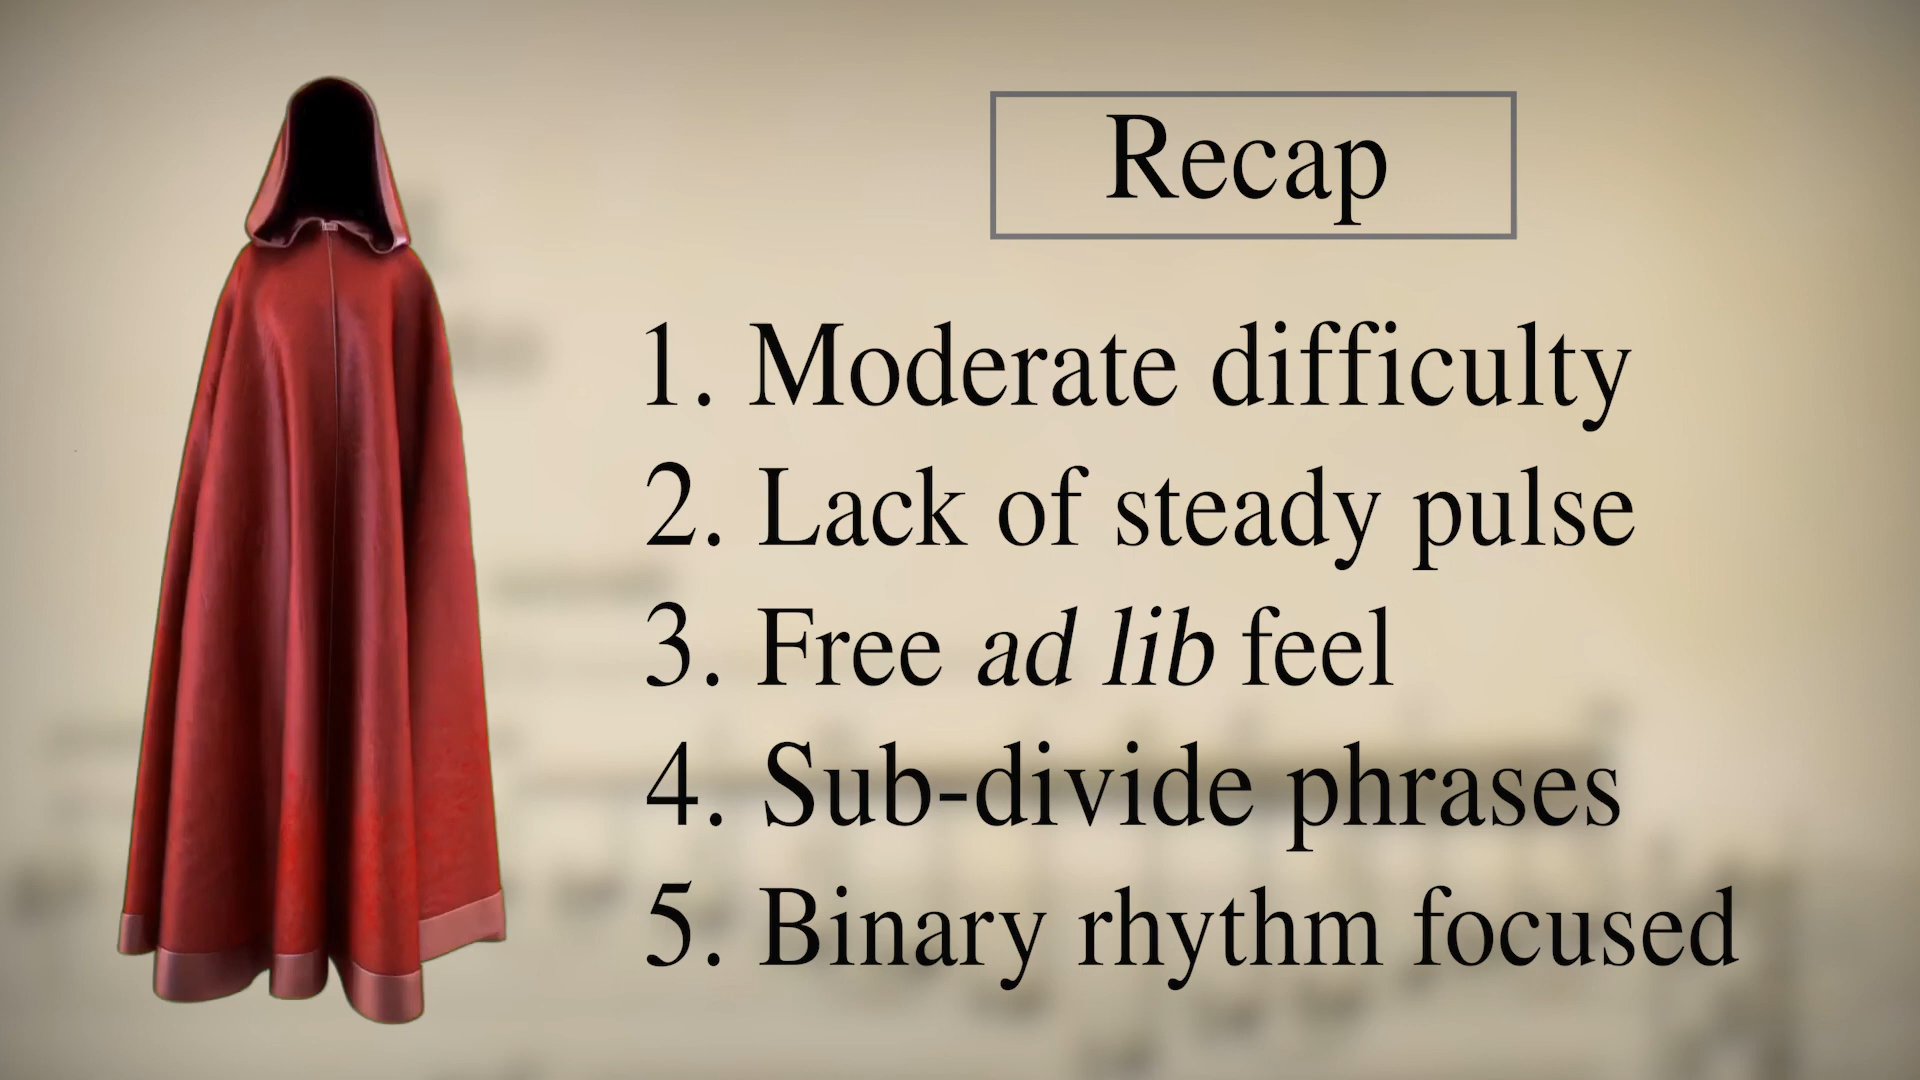 Recap
1. Moderate difficulty
2. Lack of steady pulse
3. Free ad lib feel
4. Sub-divide phrases
5. Binary rhythm focused